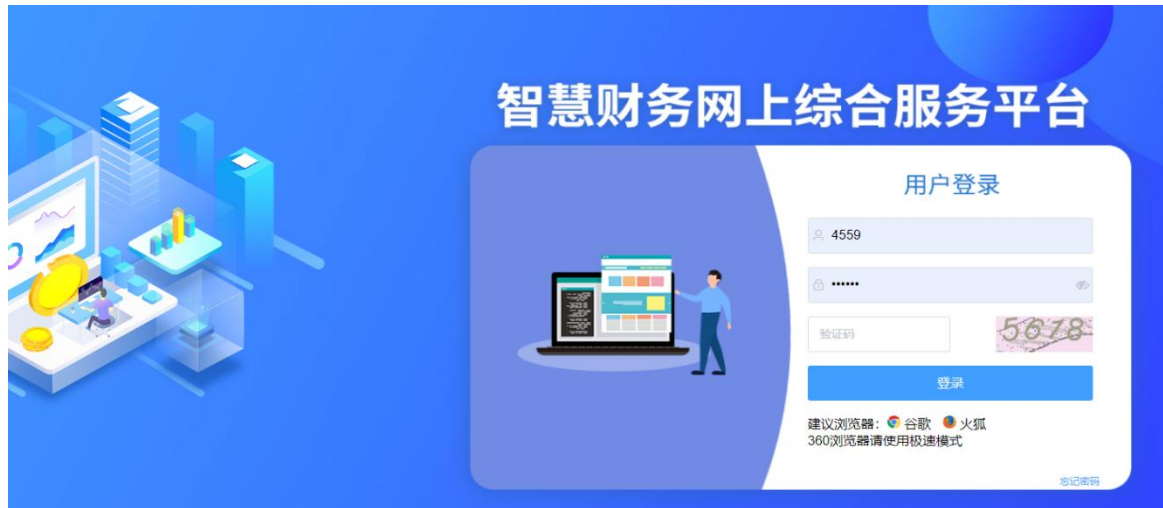 智慧财务网上综合服务平台
用户登录
4559
••••••
验证码
5678
登录
建议浏览器: 谷歌 火狐
360浏览器请使用极速模式
忘记密码